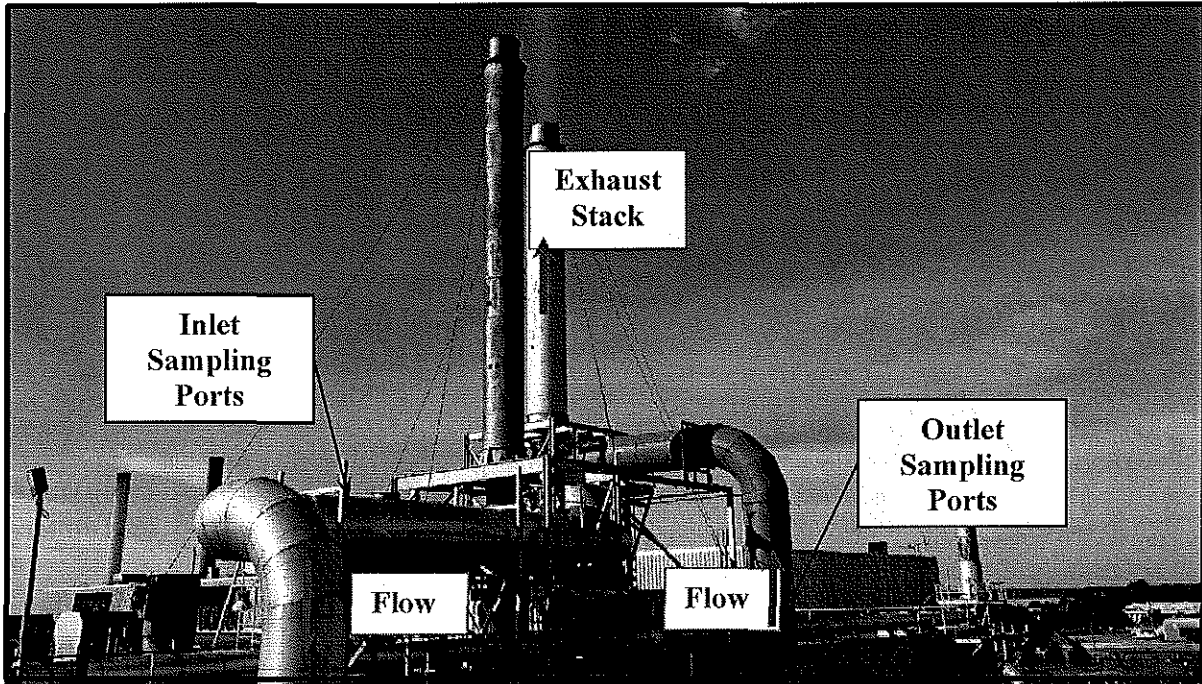 Exhaust
Stack
Inlet
Sampling
Ports
Outlet
Sampling
Ports
Flow
Flow